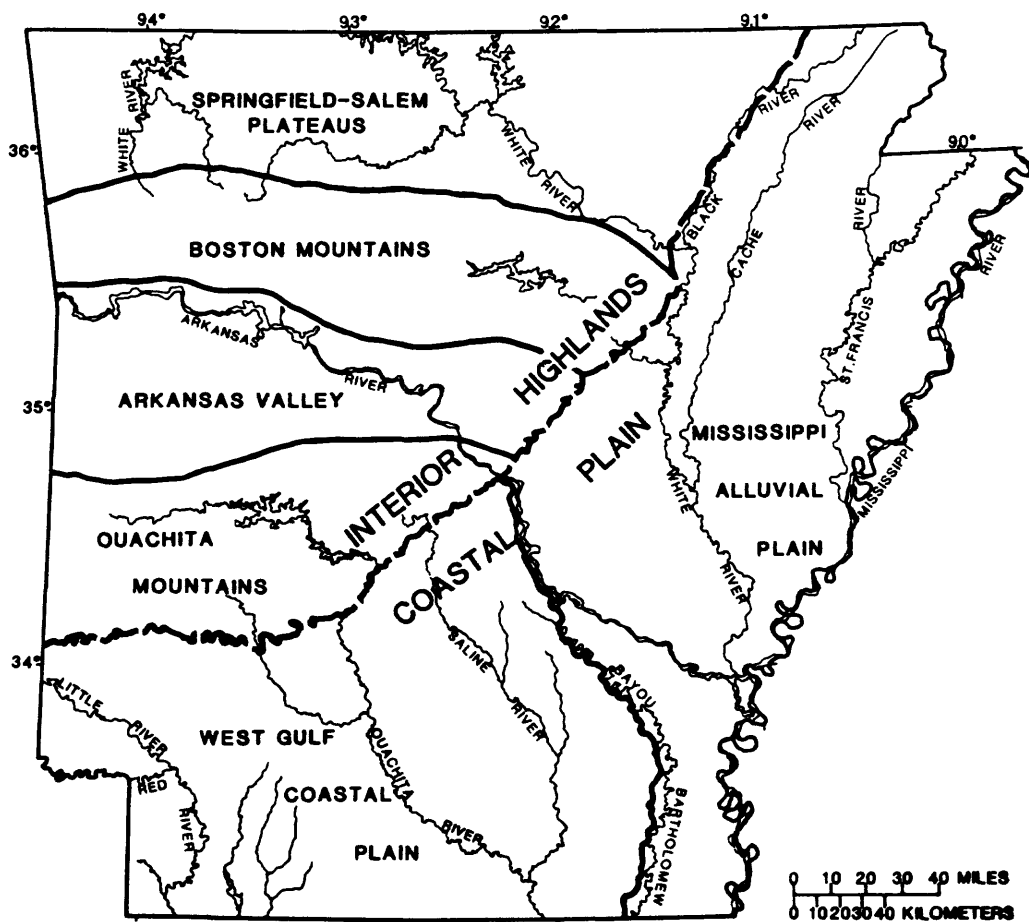 94°
93°
92°
91°
36°
35°
34°
90°
SPRINGFIELD-SALEM
PLATEAUS
WHITE RIVER
WHITE RIVER
BLACK RIVER
CACHE RIVER
ST. FRANCIS RIVER
MISSISSIPPI RIVER
BOSTON MOUNTAINS
ARKANSAS RIVER
ARKANSAS VALLEY
INTERIOR HIGHLANDS
COASTAL PLAIN
MISSISSIPPI
ALLUVIAL
PLAIN
WHITE RIVER
OUACHITA
MOUNTAINS
SALINE RIVER
BAYOU BARTHOLOMEW
LITTLE RIVER
RED RIVER
OUACHITA RIVER
WEST GULF
COASTAL
PLAIN
0 10 20 30 40 MILES
0 10 20 30 40 KILOMETERS